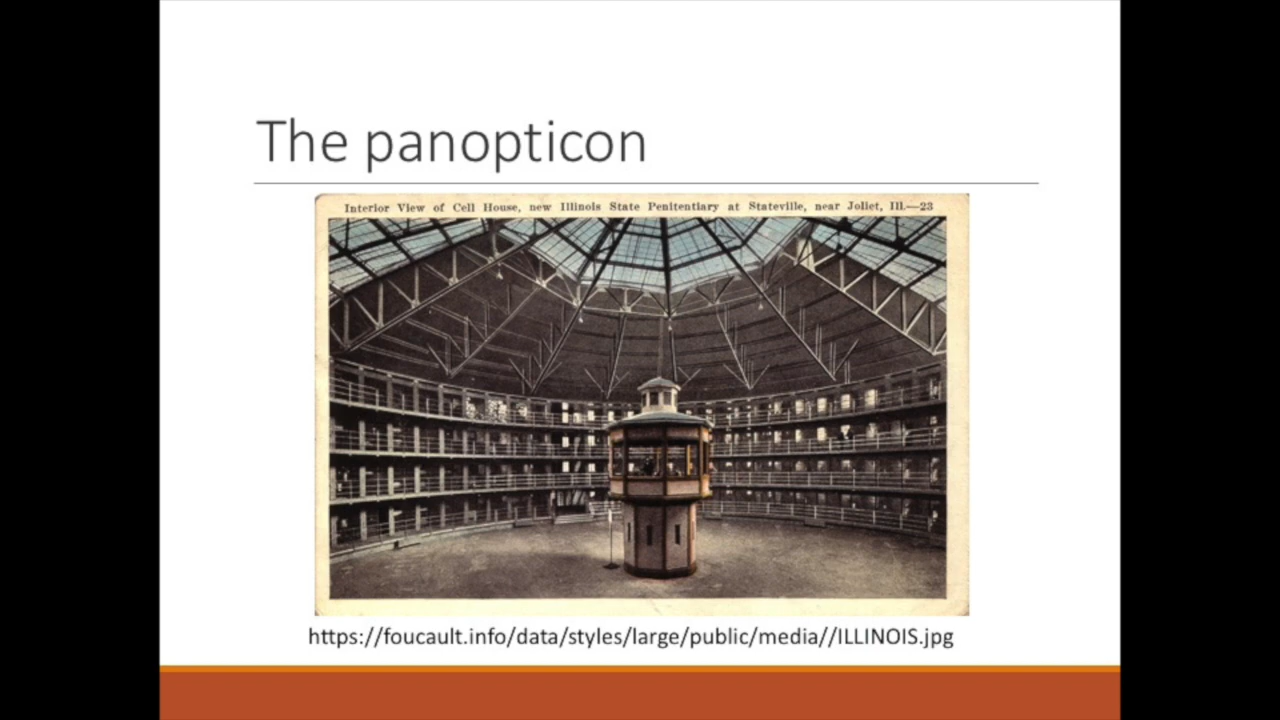 The panopticon
Interior View of Cell House, new Illinois State Penitentiary at Stateville, near Joliet, Ill.—23
https://foucault.info/data/styles/large/public/media//ILLINOIS.jpg